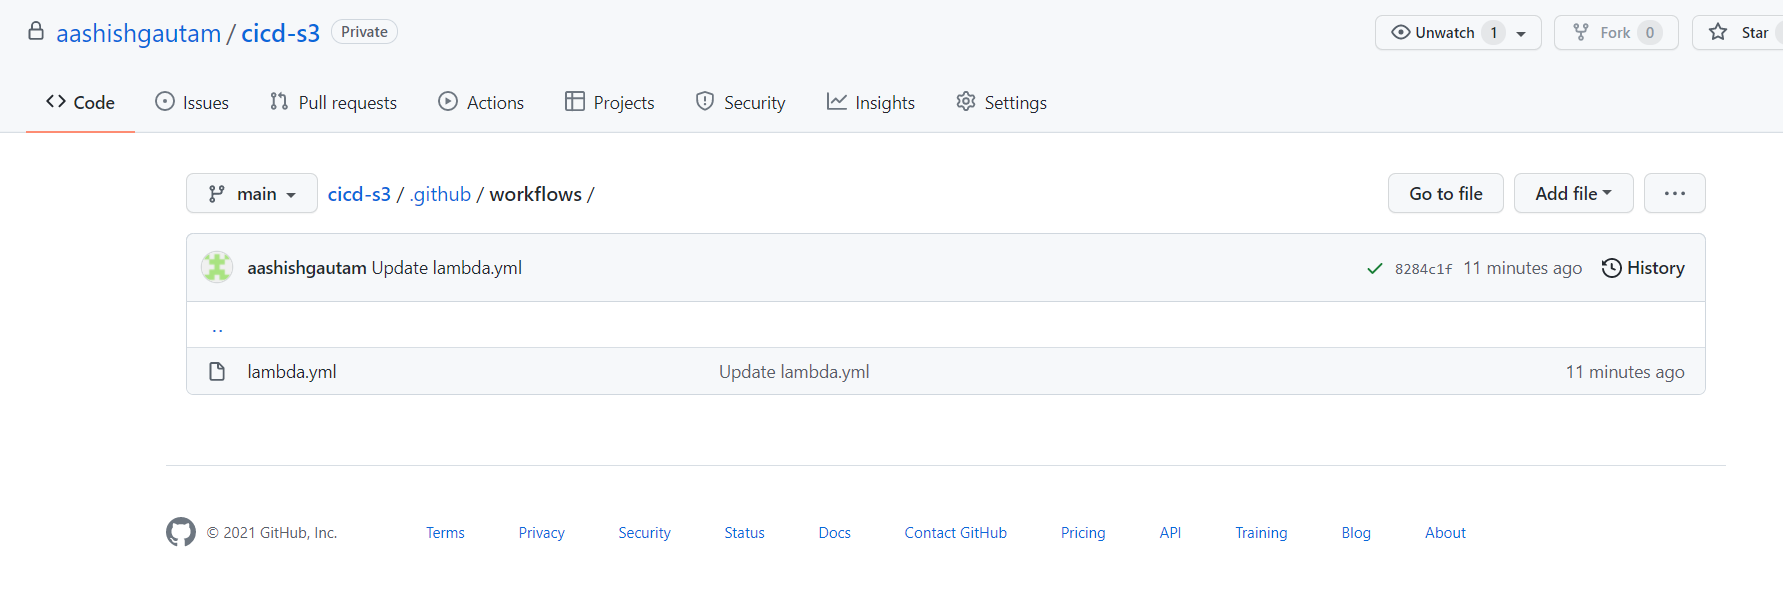 aashishgautam / cicd-s3 Private Unwatch 1 Fork 0 Star
Code Issues Pull requests Actions Projects Security Insights Settings
main cicd-s3 / .github / workflows / Go to file Add file ...
aashishgautam Update lambda.yml 8284c1f 11 minutes ago History
..
lambda.yml Update lambda.yml 11 minutes ago
© 2021 GitHub, Inc. Terms Privacy Security Status Docs Contact GitHub Pricing API Training Blog About